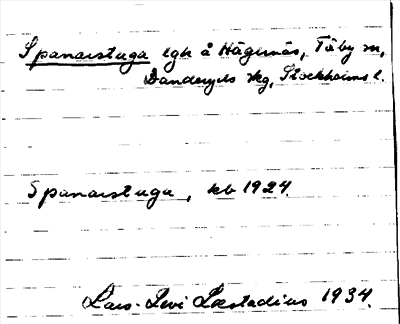 Spanarstuga lgh å Hägernäs, Täby sn,
Danderyds skg, Stockholms l.
Spanarstuga, kb 1924.
Lars-Levi Læstadius 1934.